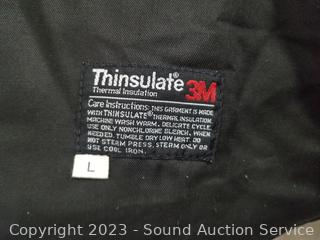 Thinsulate® 3M
Thermal Insulation
Care Instructions: THIS GARMENT IS MADE
WITH THINSULATE® THERMAL INSULATION.
MACHINE WASH WARM, DELICATE CYCLE.
USE ONLY NONCHLORINE BLEACH, WHEN
NEEDED. TUMBLE DRY LOW HEAT. DO
NOT STEAM PRESS, STEAM ONLY OR
USE COOL IRON.
L
Copyright 2023 - Sound Auction Service